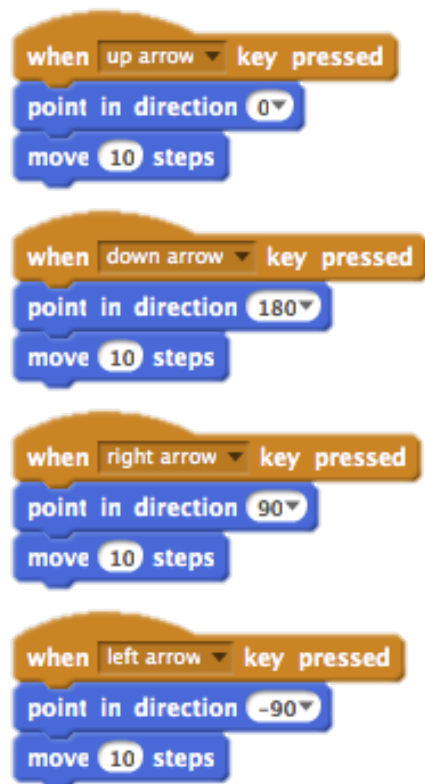 when up arrow key pressed
point in direction 0
move 10 steps
when down arrow key pressed
point in direction 180
move 10 steps
when right arrow key pressed
point in direction 90
move 10 steps
when left arrow key pressed
point in direction -90
move 10 steps